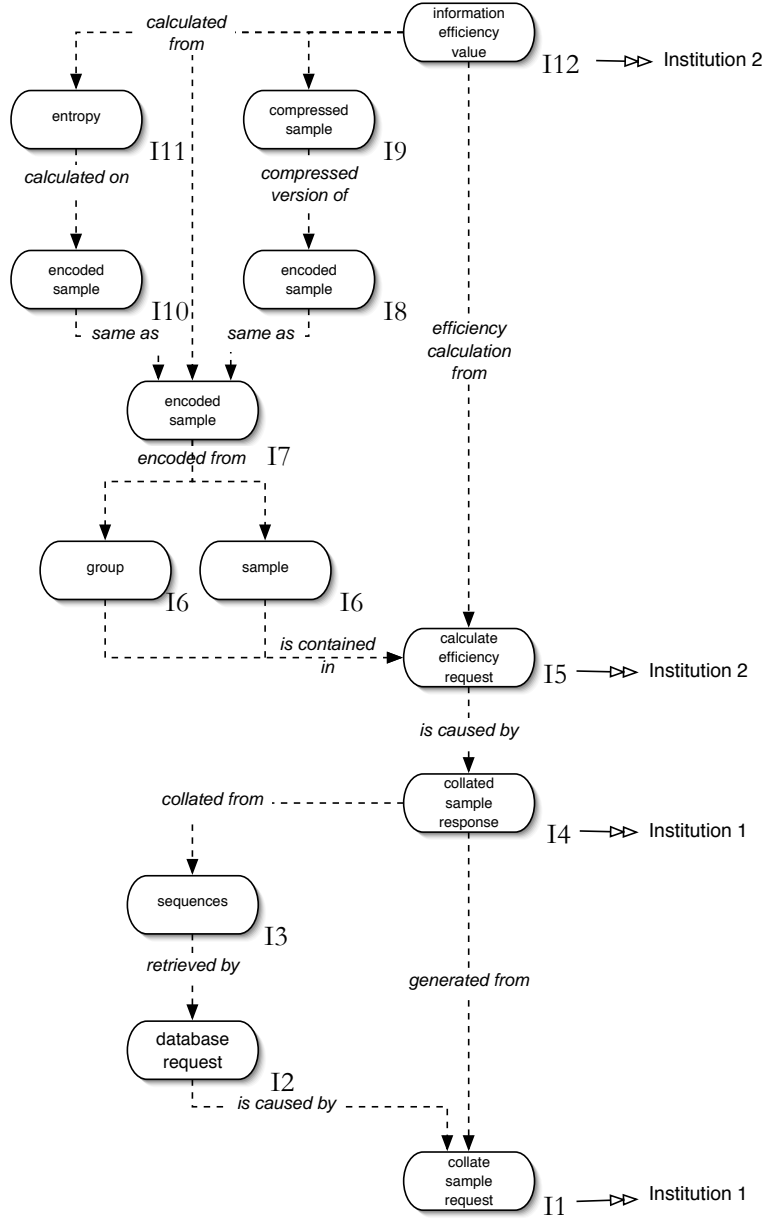 calculated
from
information
efficiency
value
I12
Institution 2
entropy
I11
compressed
sample
I9
calculated on
compressed
version of
encoded
sample
I10
encoded
sample
I8
same as
same as
efficiency
calculation
from
encoded
sample
encoded from
I7
group
I6
sample
I6
is contained
in
calculate
efficiency
request
I5
Institution 2
is caused by
collated from
collated
sample
response
I4
Institution 1
sequences
I3
retrieved by
generated from
database
request
I2
is caused by
collate
sample
request
I1
Institution 1